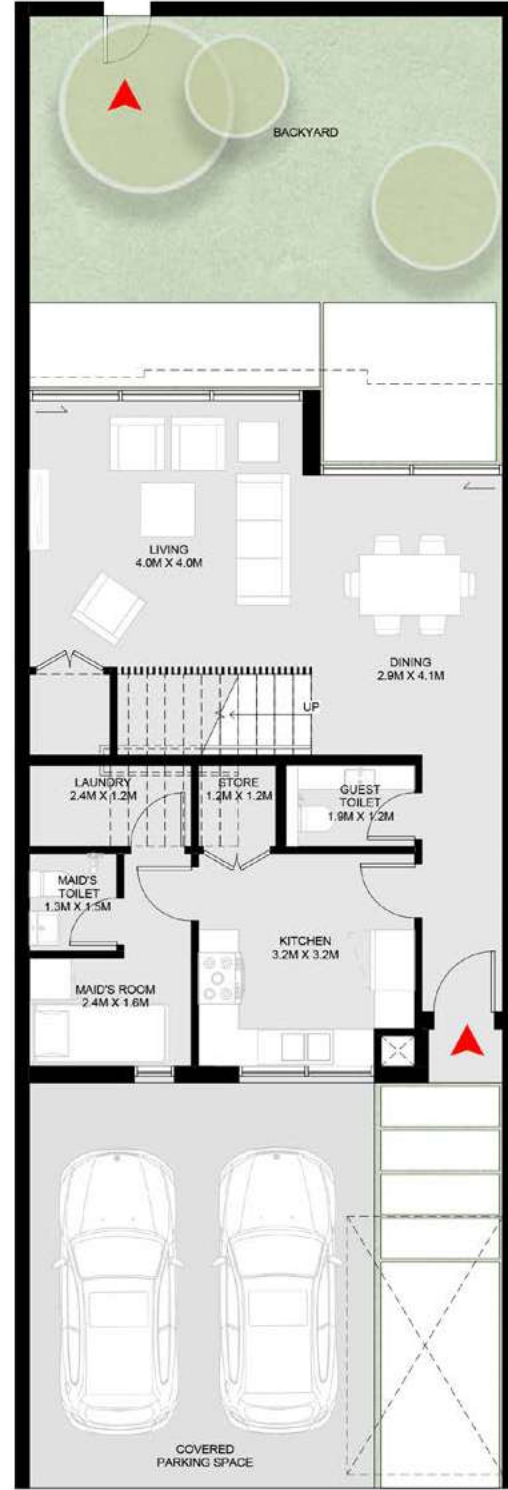 BACKYARD
LIVING
4.0M X 4.0M
DINING
2.9M X 4.1M
UP
LAUNDRY
2.4M X 1.2M
STORE
1.2M X 1.2M
GUEST
TOILET
1.9M X 1.2M
MAID'S
TOILET
1.3M X 1.5M
KITCHEN
3.2M X 3.2M
MAID'S ROOM
2.4M X 1.6M
COVERED
PARKING SPACE